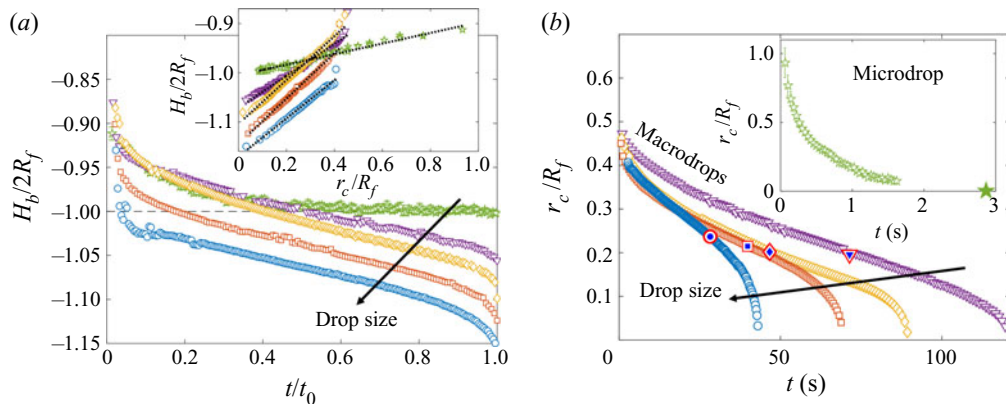 (a)
−0.9
−1.0
−1.1
H_b/2R_f
0 0.2 0.4 0.6 0.8 1.0
r_c/R_f
−0.85
−0.90
−0.95
−1.00
−1.05
−1.10
−1.15
H_b/2R_f
Drop size
0 0.2 0.4 0.6 0.8 1.0
t/t_0
(b)
0.6
0.5
0.4
0.3
0.2
0.1
r_c/R_f
Macrodrops
Drop size
0 50 100
t (s)
1.0
0.5
0
r_c/R_f
Microdrop
0 1 2 3
t (s)